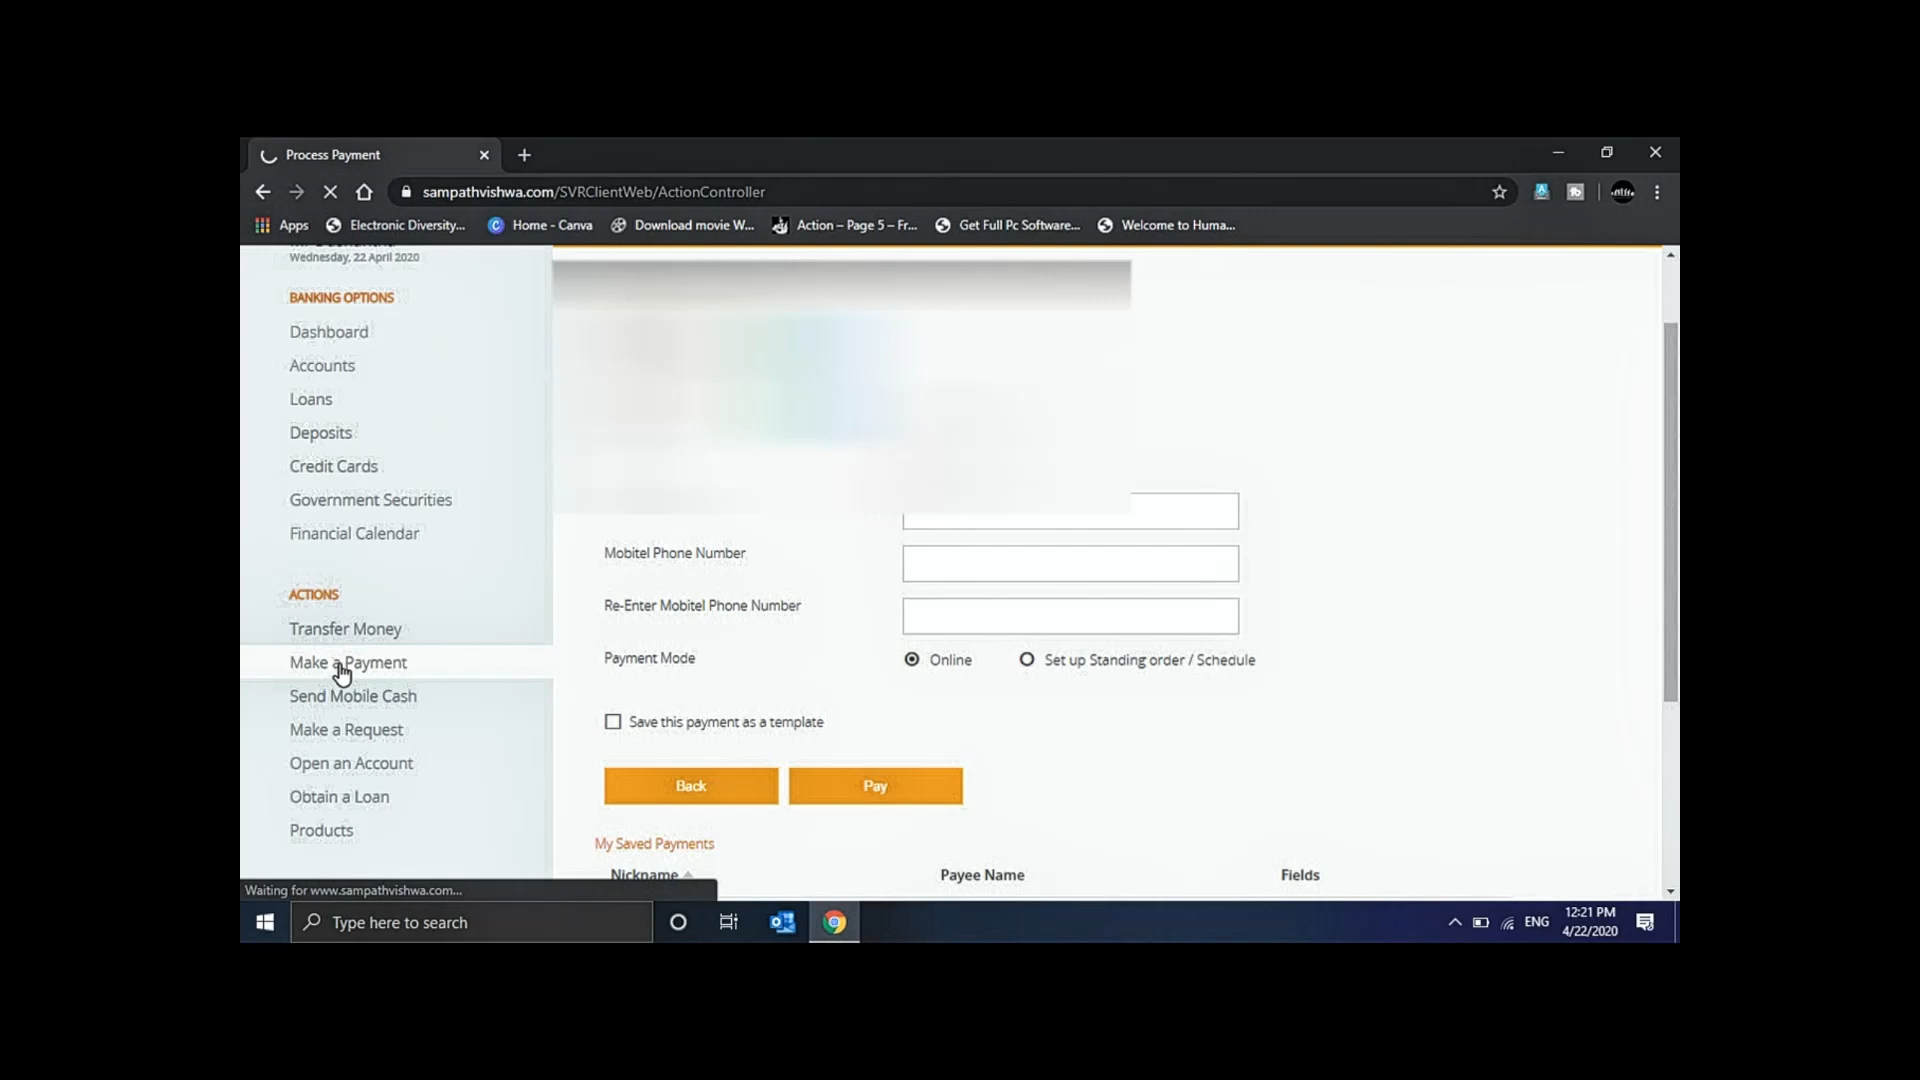 Process Payment
sampathvishwa.com/SVRClientWeb/ActionController
Apps Electronic Diversity... Home - Canva Download movie W... Action – Page 5 – Fr... Get Full Pc Software... Welcome to Huma...
Wednesday, 22 April 2020
BANKING OPTIONS
Dashboard
Accounts
Loans
Deposits
Credit Cards
Government Securities
Financial Calendar
ACTIONS
Transfer Money
Make a Payment
Send Mobile Cash
Make a Request
Open an Account
Obtain a Loan
Products
Mobitel Phone Number
Re-Enter Mobitel Phone Number
Payment Mode Online Set up Standing order / Schedule
Save this payment as a template
Back Pay
My Saved Payments
Nickname Payee Name Fields
Waiting for www.sampathvishwa.com...
Type here to search
ENG
12:21 PM
4/22/2020